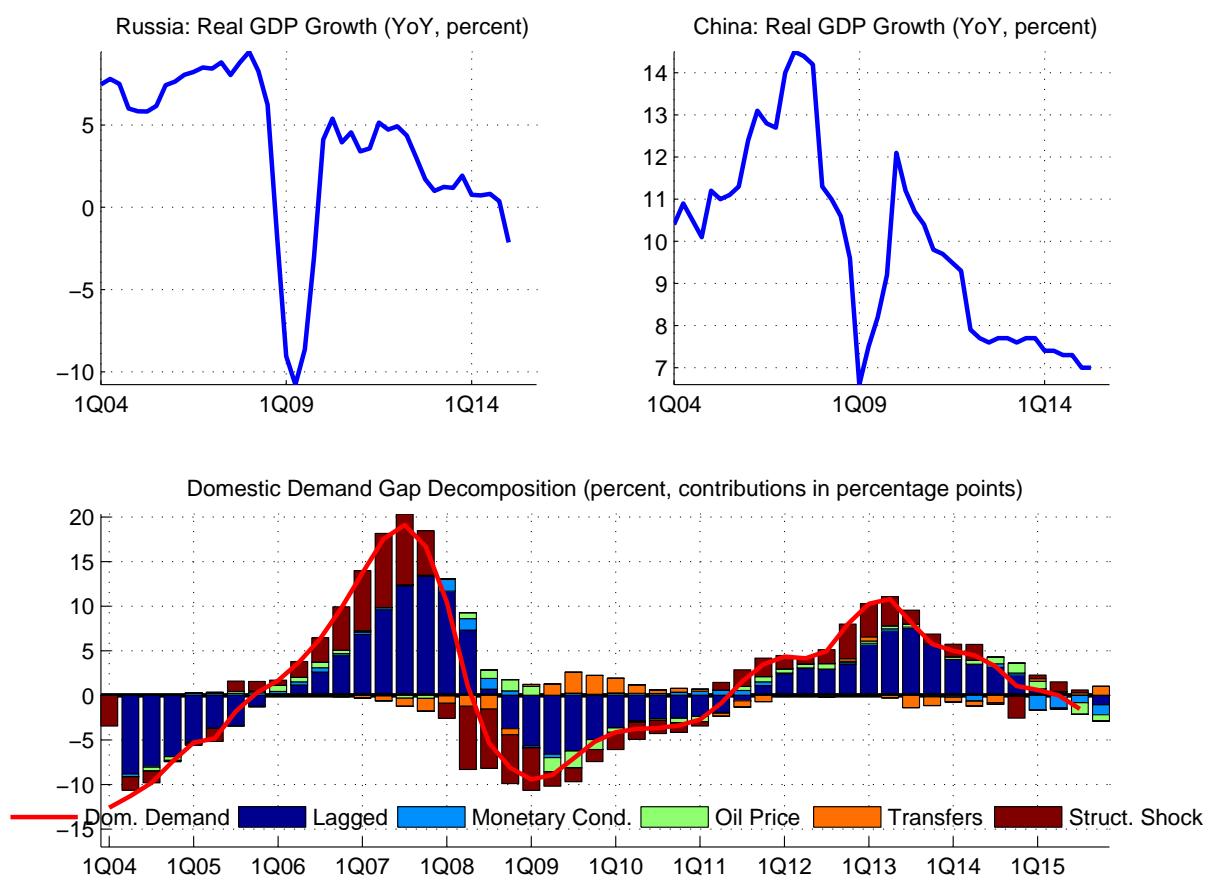 Russia: Real GDP Growth (YoY, percent)
5
0
−5
−10
1Q04 1Q09 1Q14
China: Real GDP Growth (YoY, percent)
14
13
12
11
10
9
8
7
1Q04 1Q09 1Q14
Domestic Demand Gap Decomposition (percent, contributions in percentage points)
20
15
10
5
0
−5
−10
−15
Dom. Demand Lagged Monetary Cond. Oil Price Transfers Struct. Shock
1Q04 1Q05 1Q06 1Q07 1Q08 1Q09 1Q10 1Q11 1Q12 1Q13 1Q14 1Q15